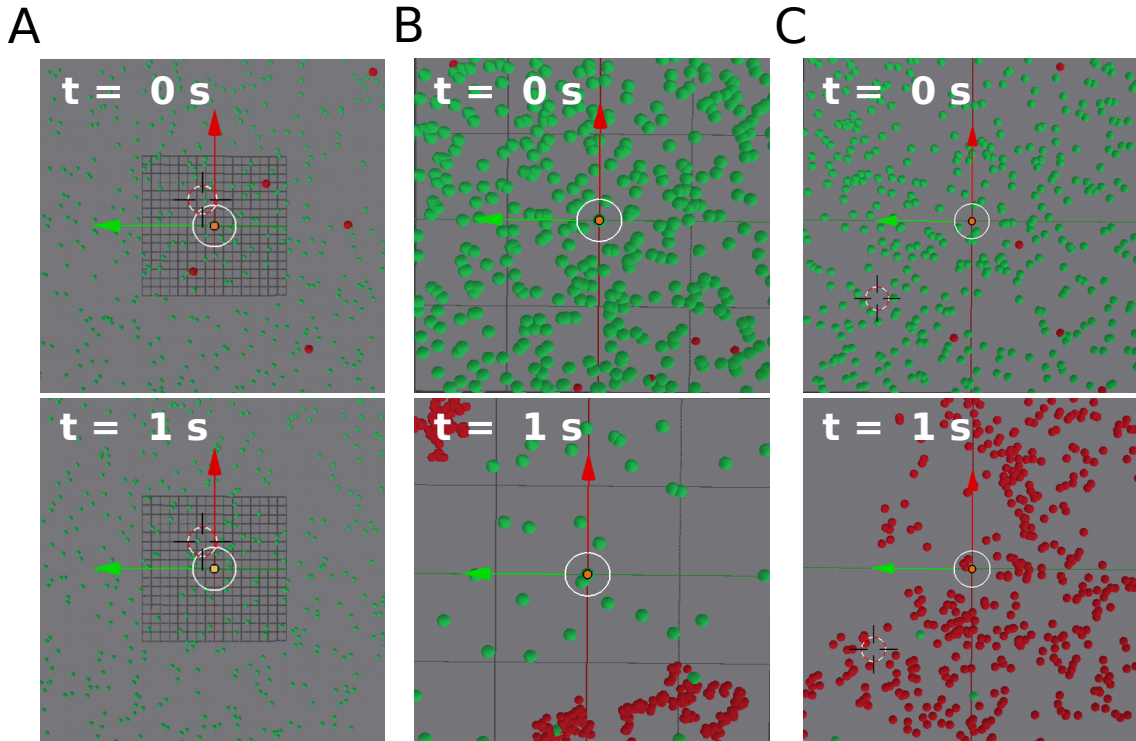 A B C
t = 0 s t = 0 s t = 0 s
t = 1 s t = 1 s t = 1 s